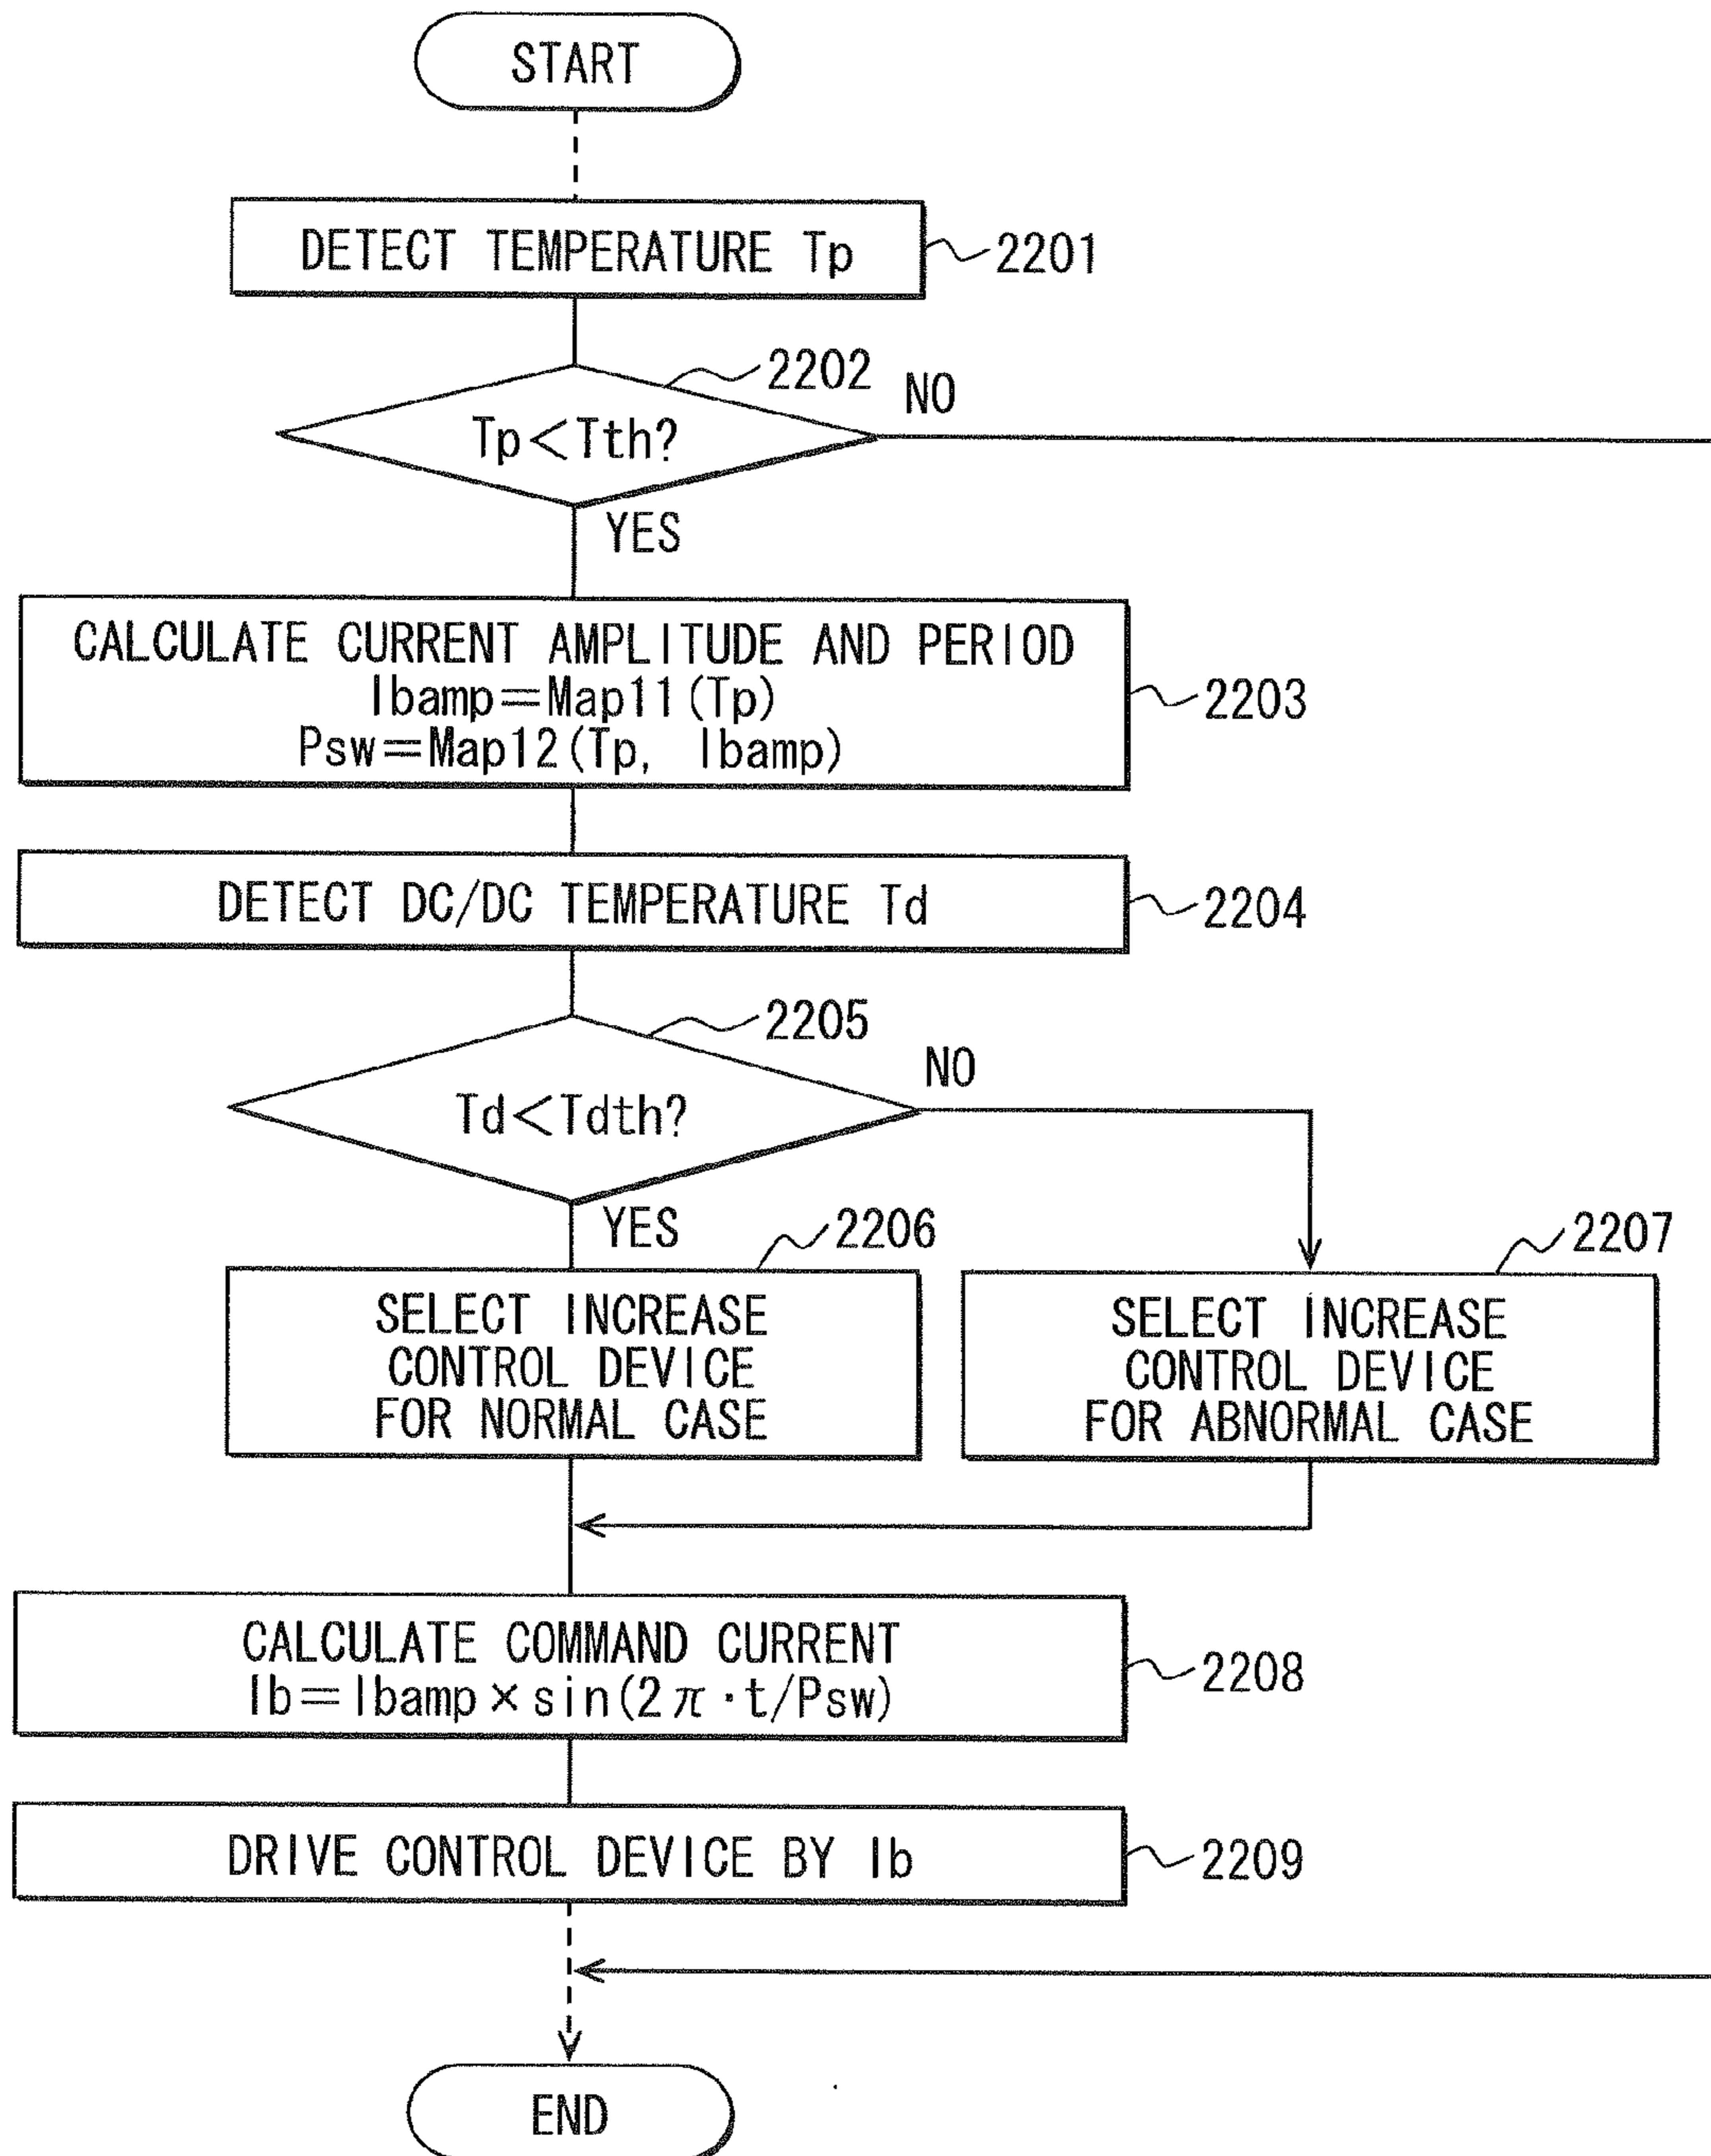 START
DETECT TEMPERATURE Tp
2201
2202
NO
Tp<Tth?
YES
CALCULATE CURRENT AMPLITUDE AND PERIOD
Ibamp=Map11(Tp)
Psw=Map12(Tp, Ibamp)
2203
DETECT DC/DC TEMPERATURE Td
2204
2205
NO
Td<Tdth?
YES
2206
2207
SELECT INCREASE
CONTROL DEVICE
FOR NORMAL CASE
SELECT INCREASE
CONTROL DEVICE
FOR ABNORMAL CASE
CALCULATE COMMAND CURRENT
Ib=Ibamp×sin(2π·t/Psw)
2208
DRIVE CONTROL DEVICE BY Ib
2209
END